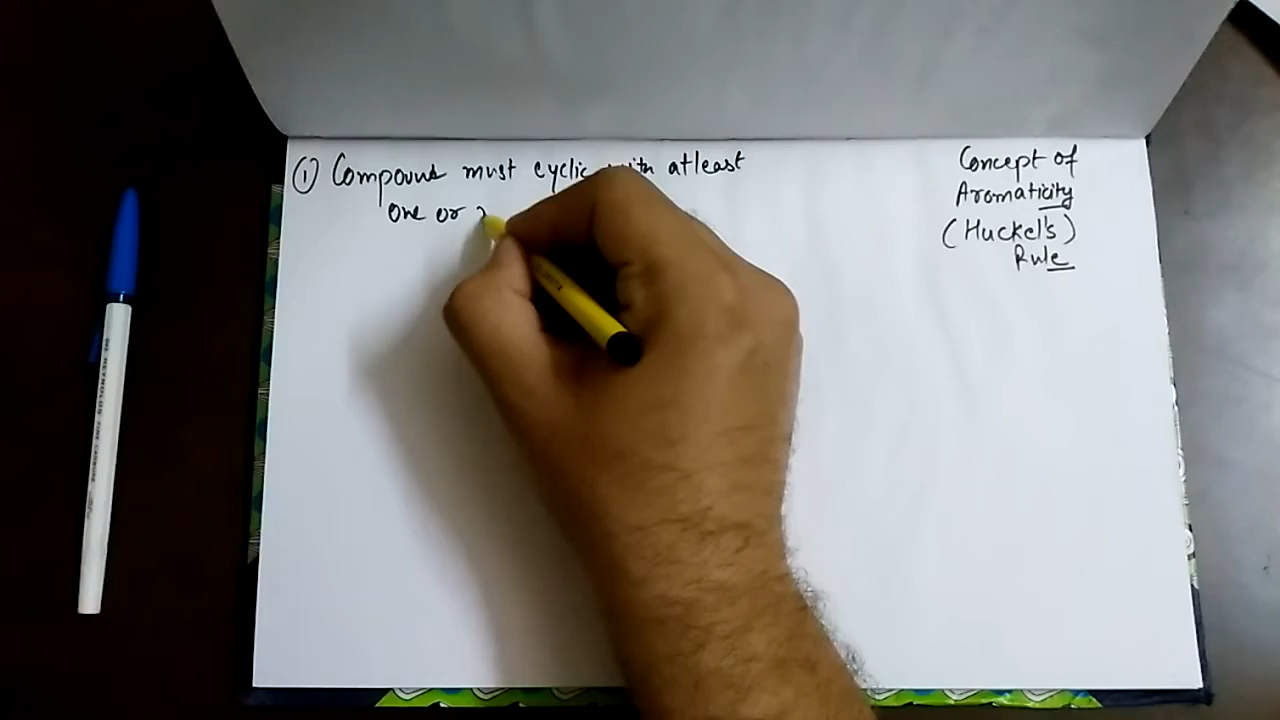 ① Compound must cyclic with atleast
one or
Concept of
Aromaticity
(Huckel's)
Rule